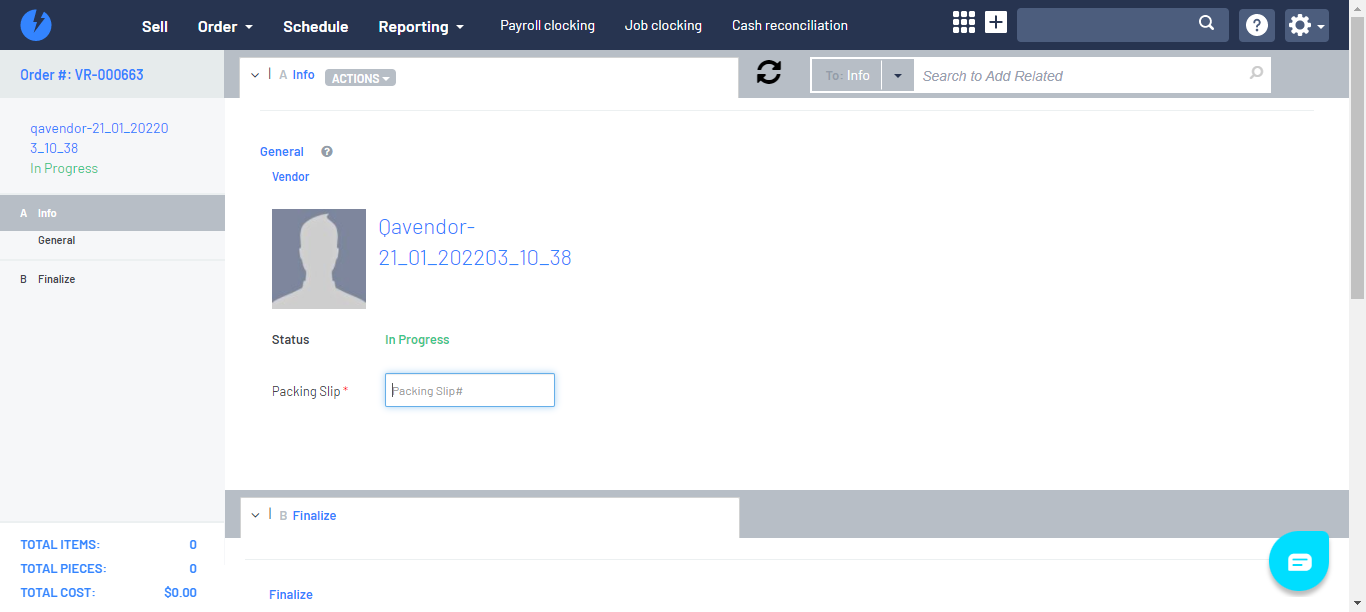 Sell Order Schedule Reporting Payroll clocking Job clocking Cash reconciliation
Order #: VR-000663
A Info ACTIONS
To: Info Search to Add Related
qavendor-21_01_20220
3_10_38
In Progress
A Info
General
B Finalize
General
Vendor
Qavendor-
21_01_202203_10_38
Status In Progress
Packing Slip * Packing Slip#
B Finalize
Finalize
TOTAL ITEMS: 0
TOTAL PIECES: 0
TOTAL COST: $0.00